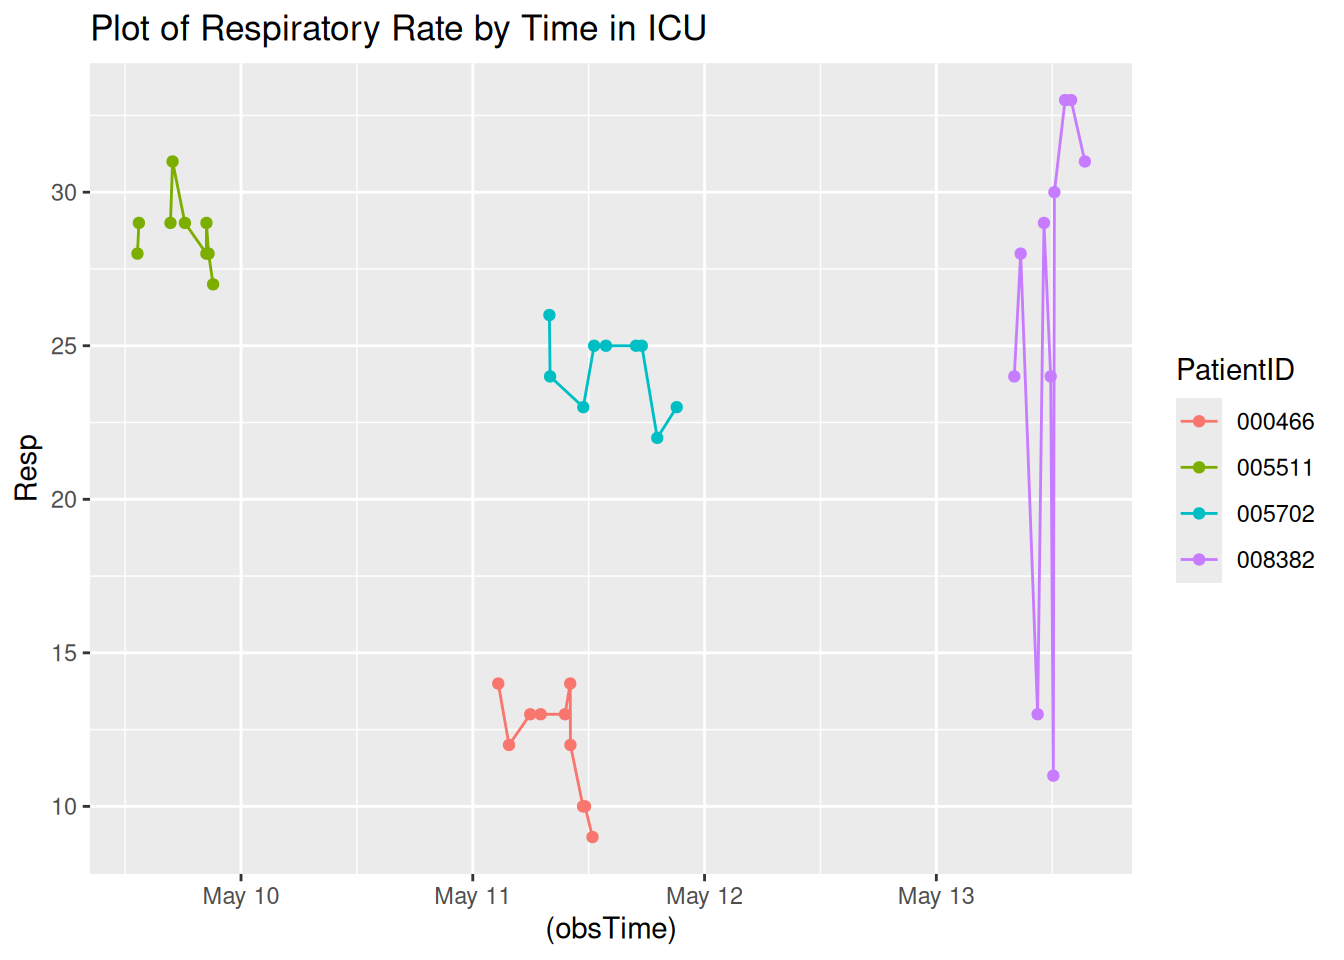 Plot of Respiratory Rate by Time in ICU
30
25
20
15
10
Resp
May 10
May 11
May 12
May 13
(obsTime)
PatientID
000466
005511
005702
008382